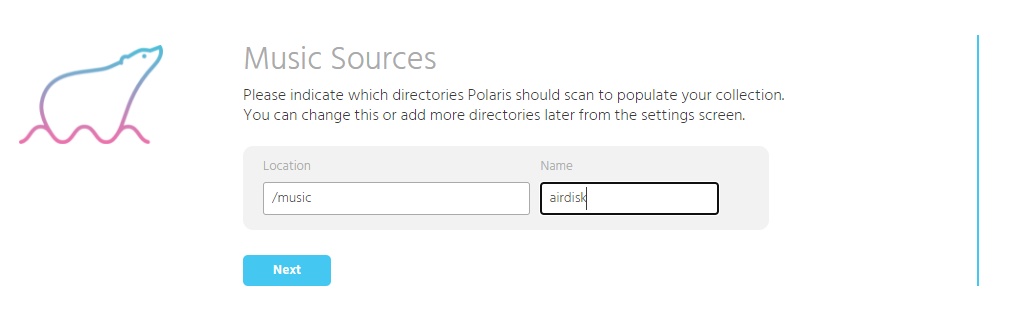 Music Sources
Please indicate which directories Polaris should scan to populate your collection.
You can change this or add more directories later from the settings screen.
Location Name
/music airdisk
Next